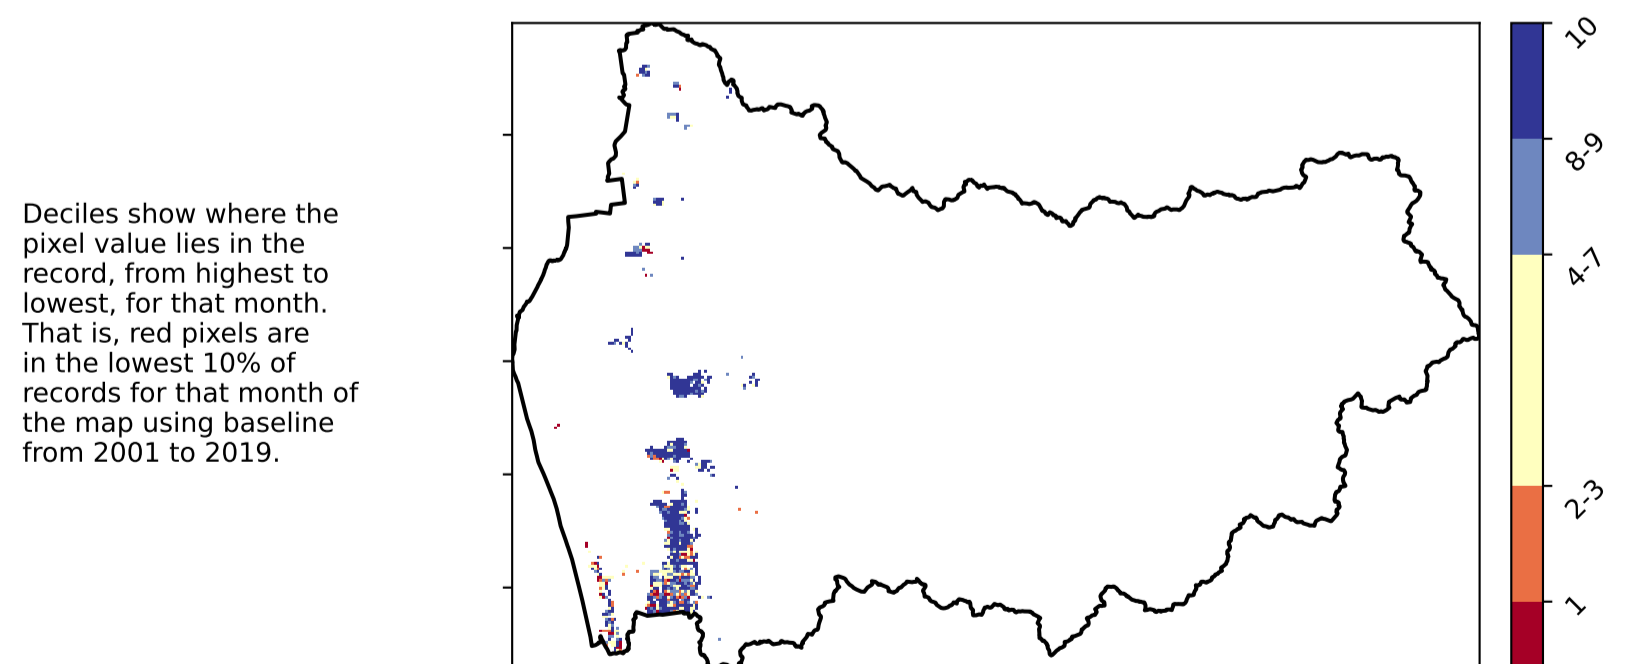 Deciles show where the
pixel value lies in the
record, from highest to
lowest, for that month.
That is, red pixels are
in the lowest 10% of
records for that month of
the map using baseline
from 2001 to 2019.
10
8-9
4-7
2-3
1